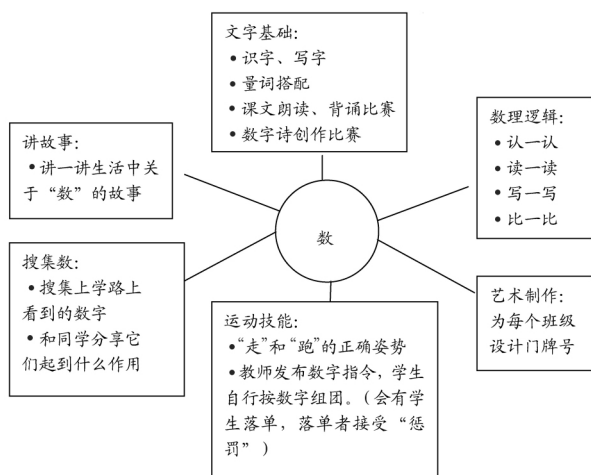 文字基础：
• 识字、写字
• 量词搭配
• 课文朗读、背诵比赛
• 数字诗创作比赛
讲故事：
• 讲一讲生活中关
于“数”的故事
数理逻辑：
• 认一认
• 读一读
• 写一写
• 比一比
数
搜集数：
• 搜集上学路上
看到的数字
• 和同学分享它
们起到什么作用
运动技能：
• “走”和“跑”的正确姿势
• 教师发布数字指令，学生
自行按数字组团。（会有学
生落单，落单者接受“惩
罚”）
艺术制作：
为每个班级
设计门牌号